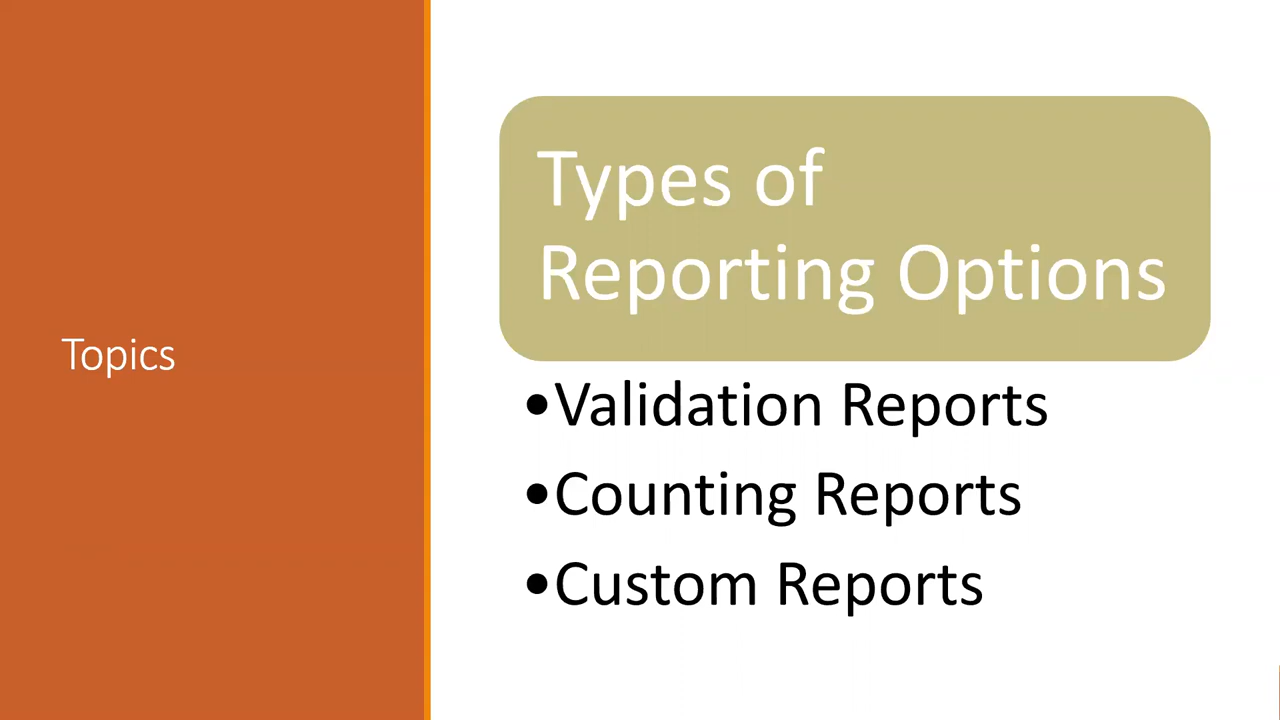 Topics
Types of
Reporting Options
•Validation Reports
•Counting Reports
•Custom Reports